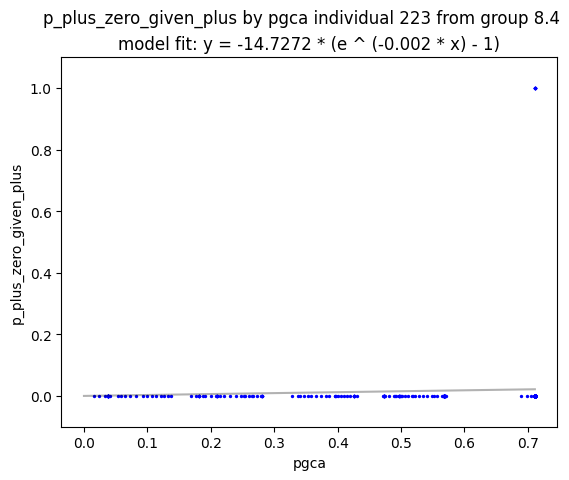 p_plus_zero_given_plus by pgca individual 223 from group 8.4
model fit: y = -14.7272 * (e ^ (-0.002 * x) - 1)
1.0
0.8
0.6
0.4
0.2
0.0
p_plus_zero_given_plus
0.0 0.1 0.2 0.3 0.4 0.5 0.6 0.7
pgca